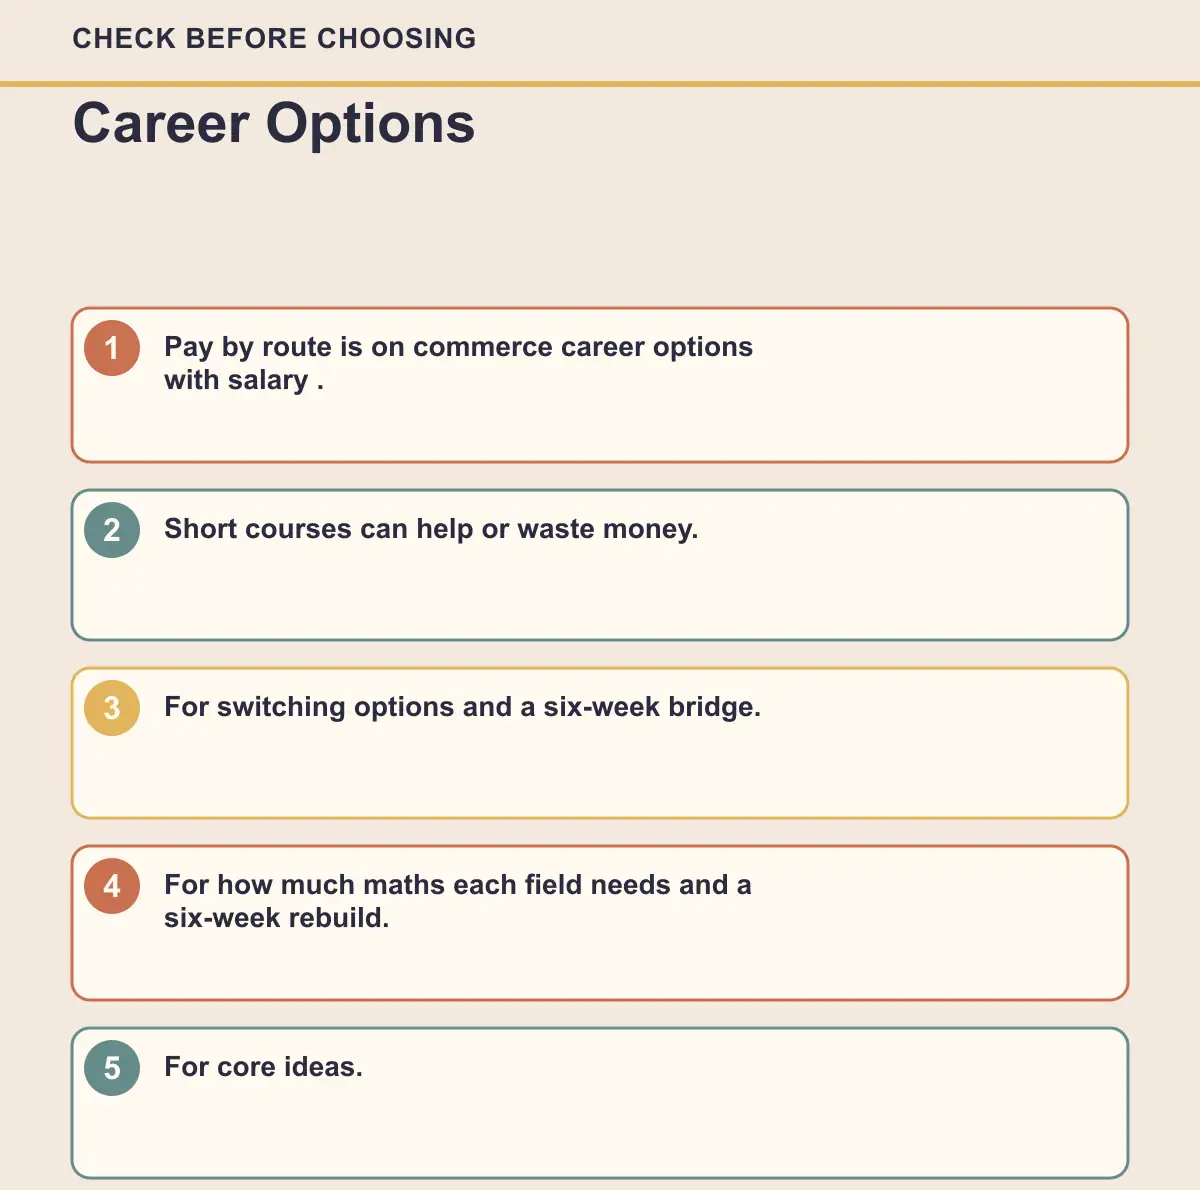 CHECK BEFORE CHOOSING
Career Options
1
Pay by route is on commerce career options
with salary .
2
Short courses can help or waste money.
3
For switching options and a six-week bridge.
4
For how much maths each field needs and a
six-week rebuild.
5
For core ideas.